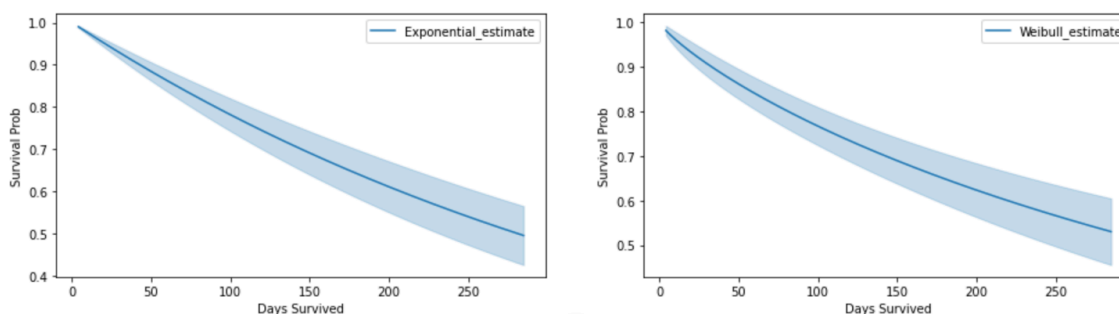 Exponential_estimate
Survival Prob
1.0
0.9
0.8
0.7
0.6
0.5
0.4
0 50 100 150 200 250
Days Survived
Weibull_estimate
Survival Prob
1.0
0.9
0.8
0.7
0.6
0.5
0 50 100 150 200 250
Days Survived